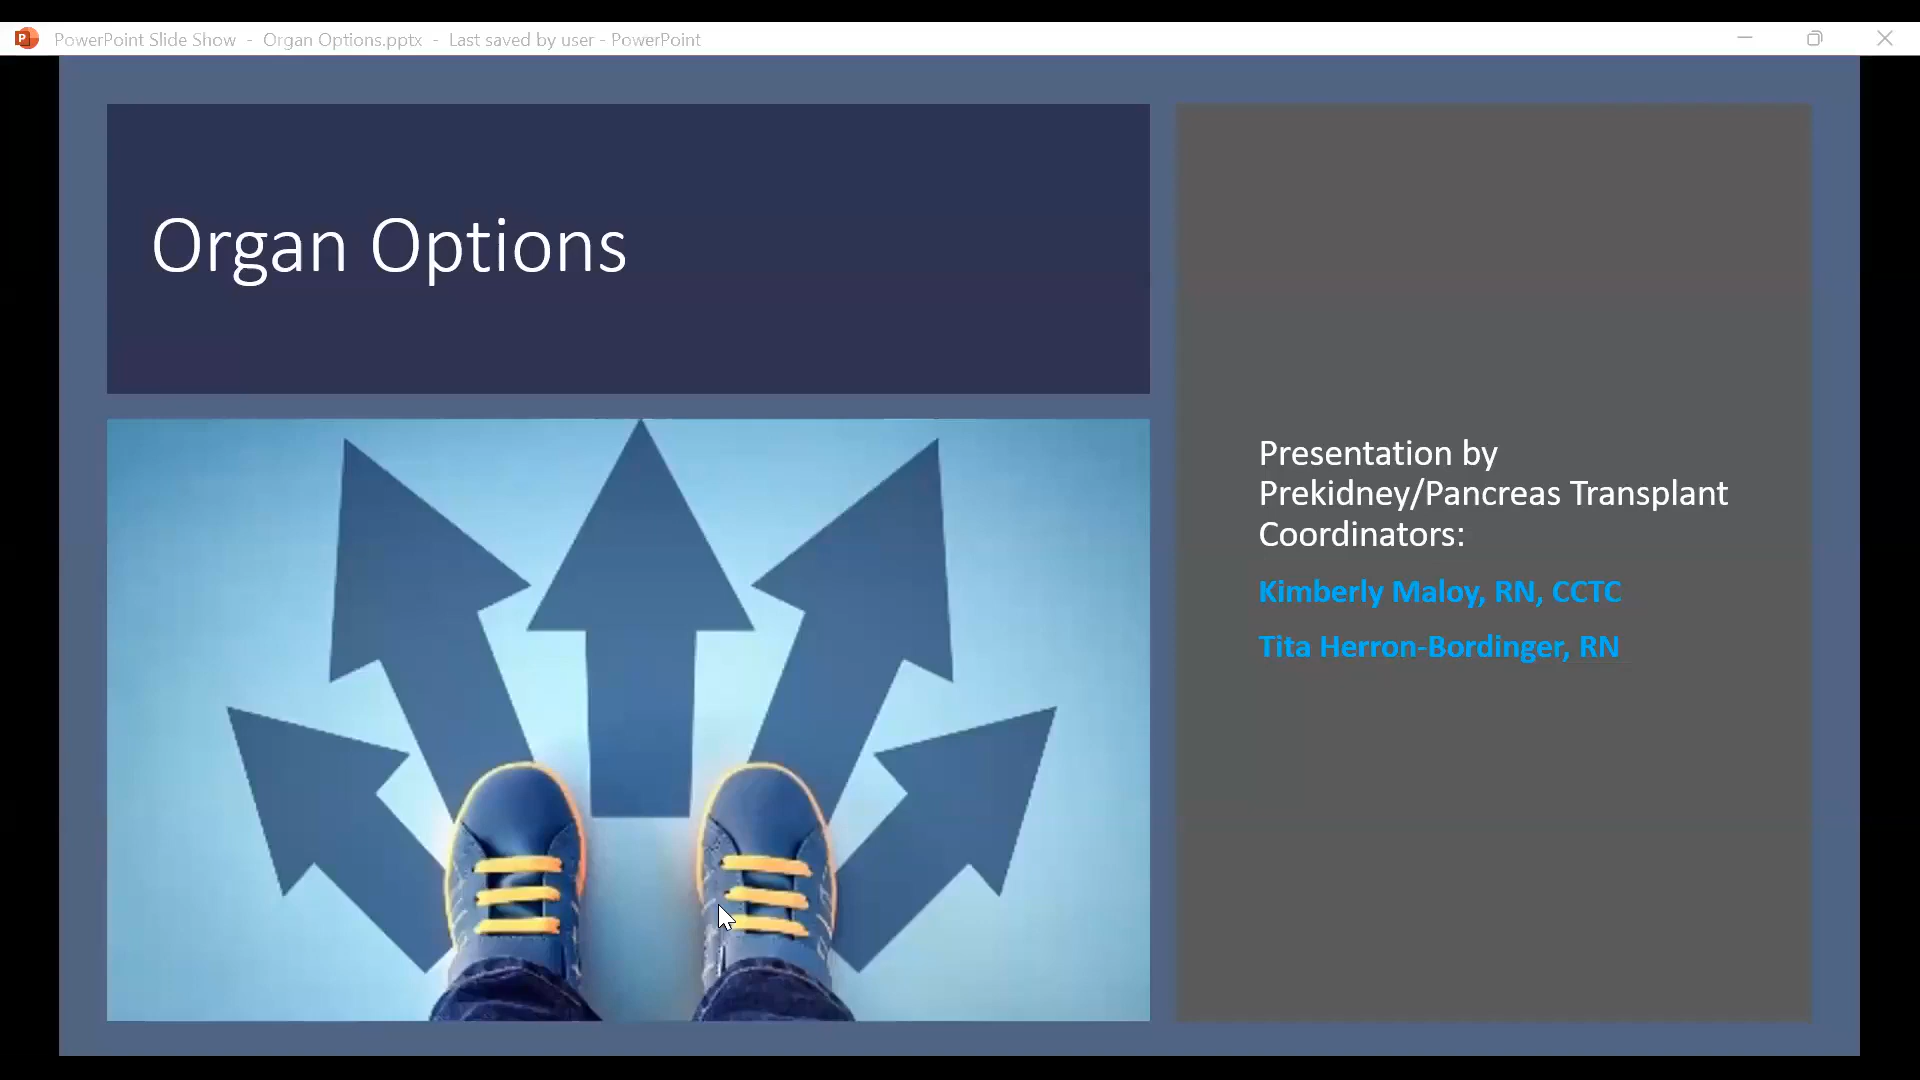 PowerPoint Slide Show - Organ Options.pptx - Last saved by user - PowerPoint
Organ Options
Presentation by
Prekidney/Pancreas Transplant
Coordinators:
Kimberly Maloy, RN, CCTC
Tita Herron-Bordinger, RN